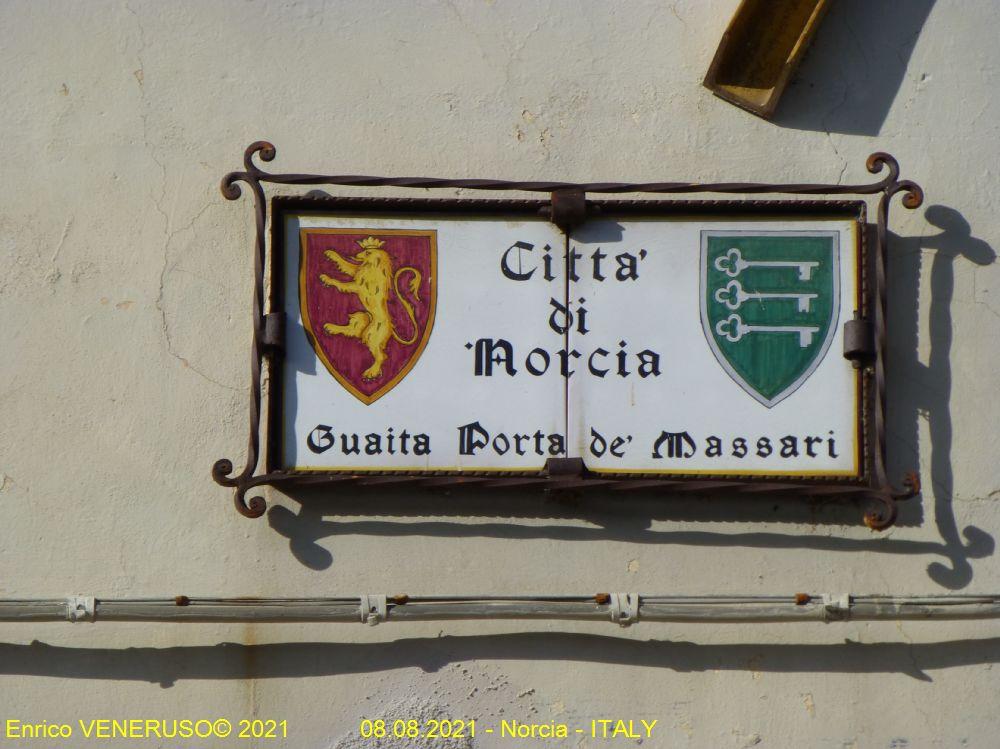 Citta'
di
Norcia
Guaita Porta de' Massari
Enrico VENERUSO© 2021 08.08.2021 - Norcia - ITALY